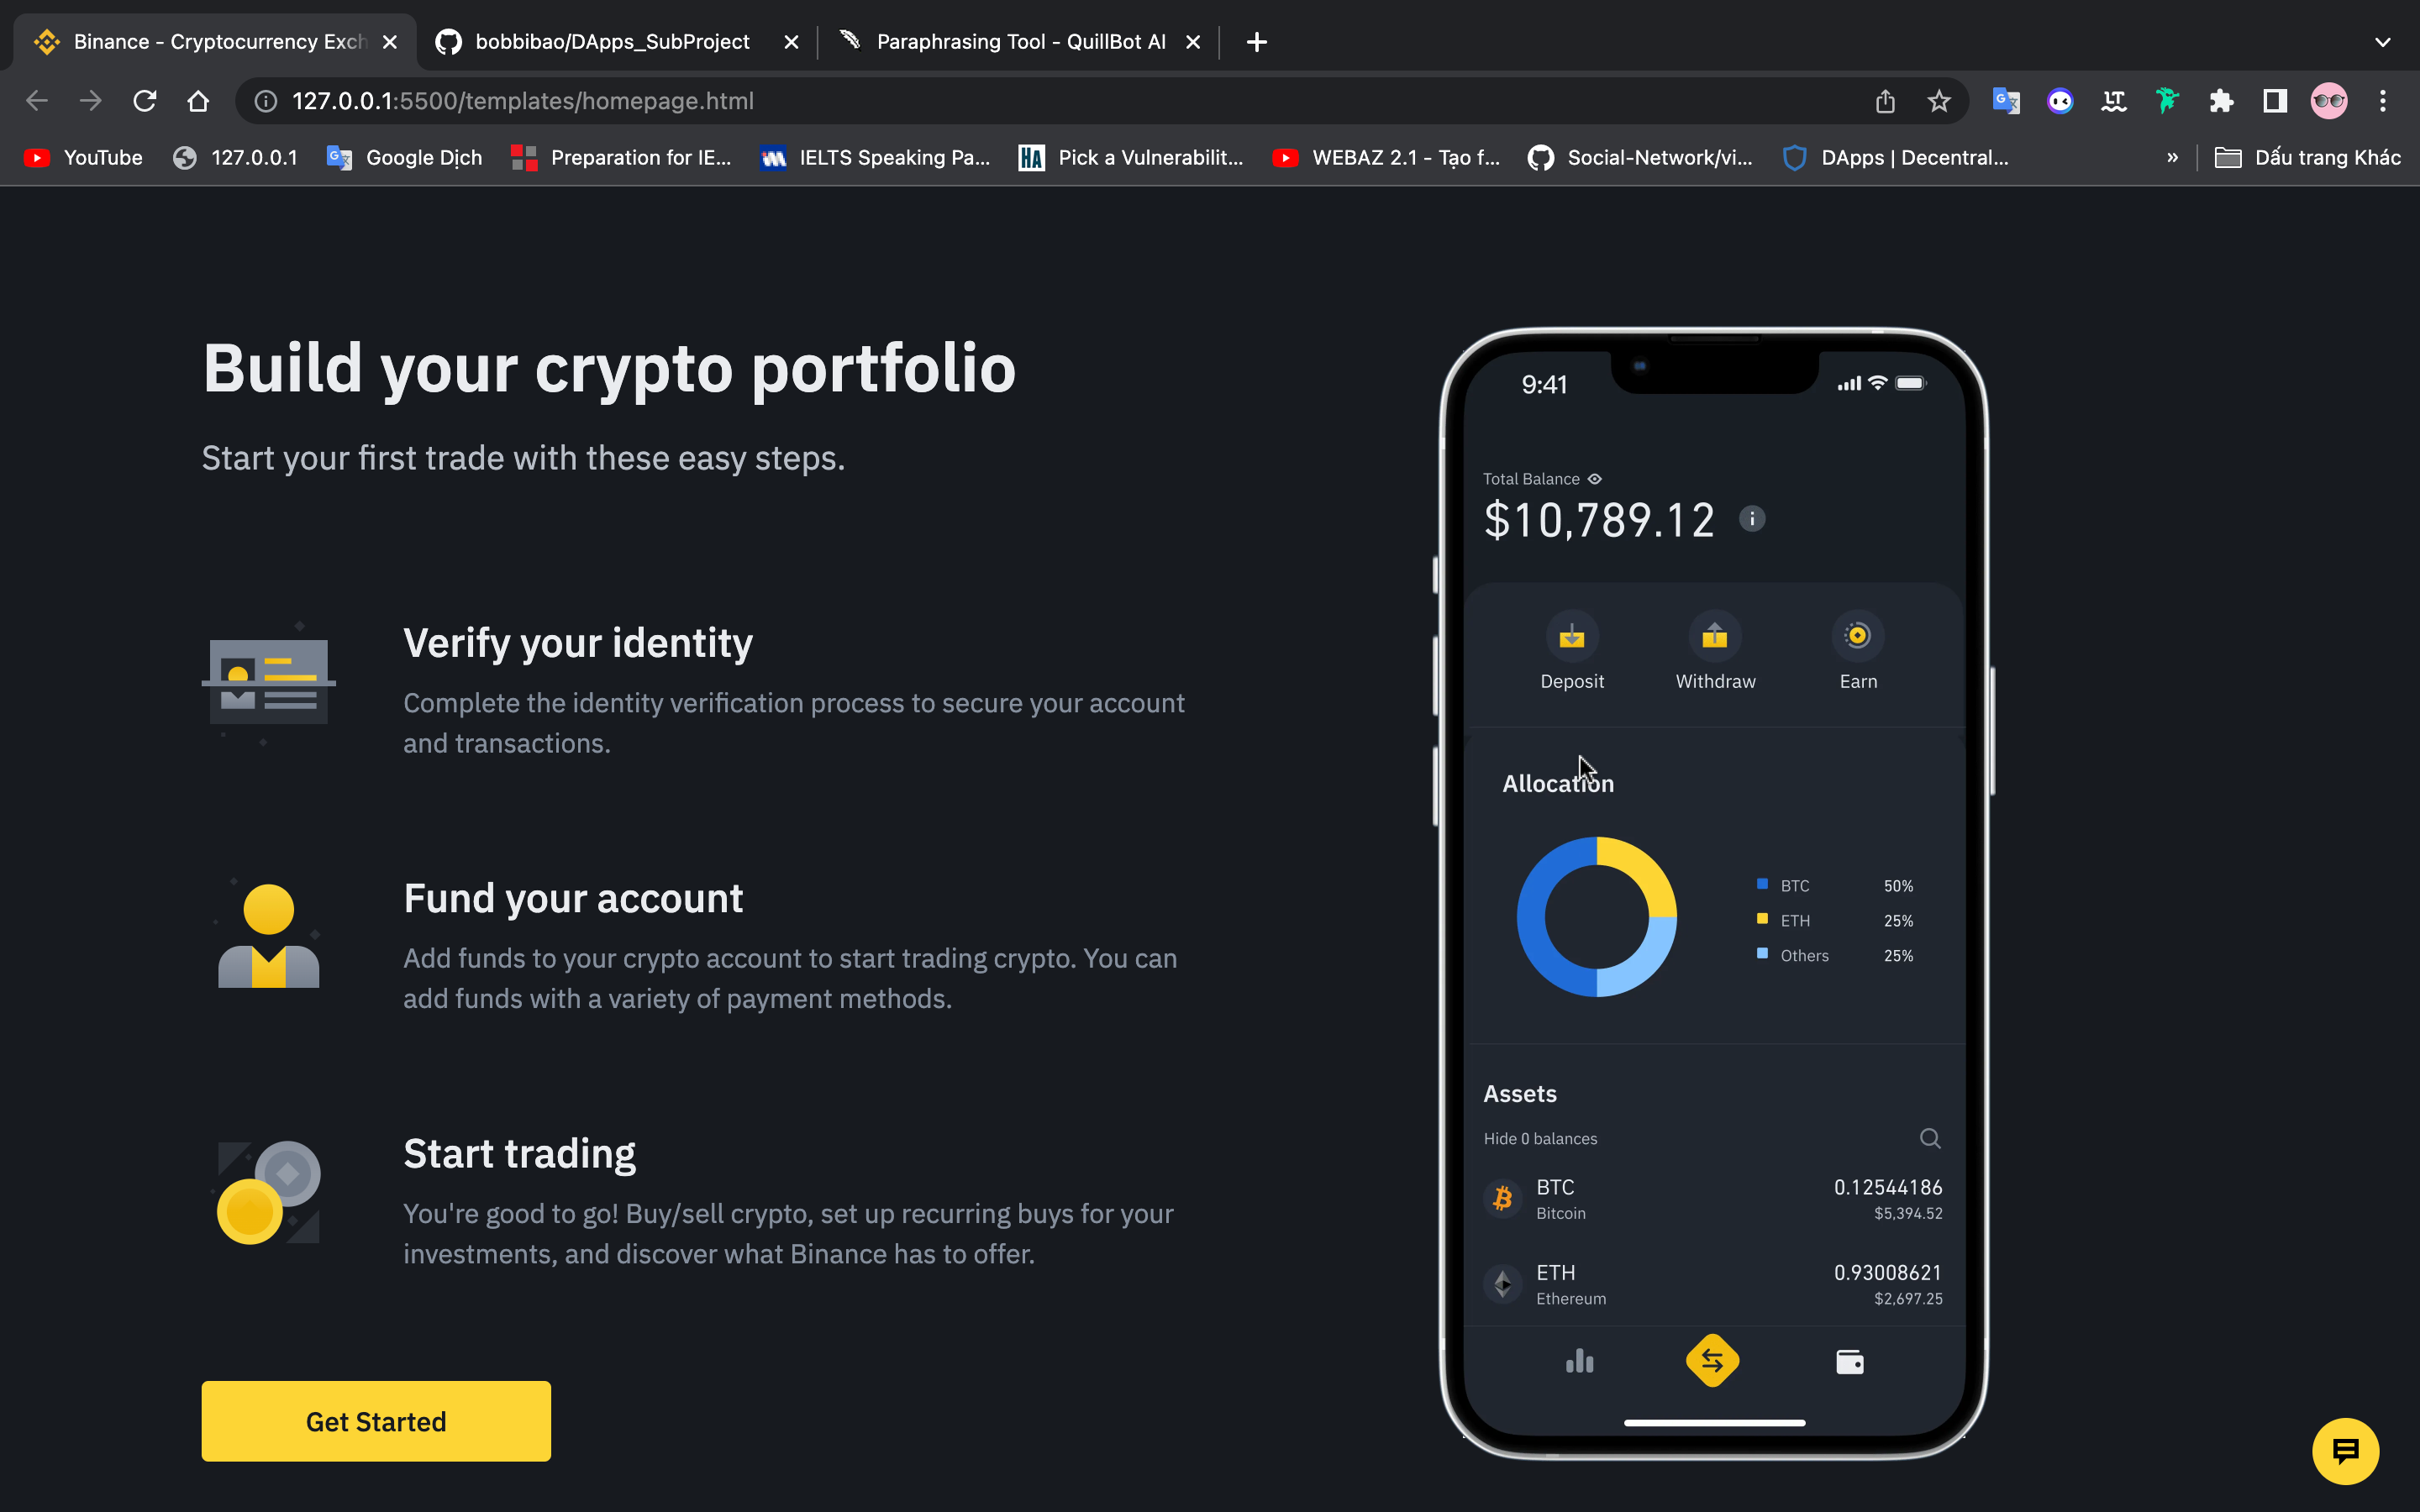 Binance - Cryptocurrency Exch
bobbibao/DApps_SubProject
Paraphrasing Tool - QuillBot AI
127.0.0.1:5500/templates/homepage.html
YouTube
127.0.0.1
Google Dịch
Preparation for IE...
IELTS Speaking Pa...
HA
Pick a Vulnerabilit...
WEBAZ 2.1 - Tạo f...
Social-Network/vi...
DApps | Decentral...
»
Dấu trang Khác
Build your crypto portfolio
Start your first trade with these easy steps.
Verify your identity
Complete the identity verification process to secure your account
and transactions.
Fund your account
Add funds to your crypto account to start trading crypto. You can
add funds with a variety of payment methods.
Start trading
You're good to go! Buy/sell crypto, set up recurring buys for your
investments, and discover what Binance has to offer.
Get Started
9:41
Total Balance
$10,789.12
Deposit
Withdraw
Earn
Allocation
BTC 50%
ETH 25%
Others 25%
Assets
Hide 0 balances
BTC 0.12544186
Bitcoin $5,394.52
ETH 0.93008621
Ethereum $2,697.25